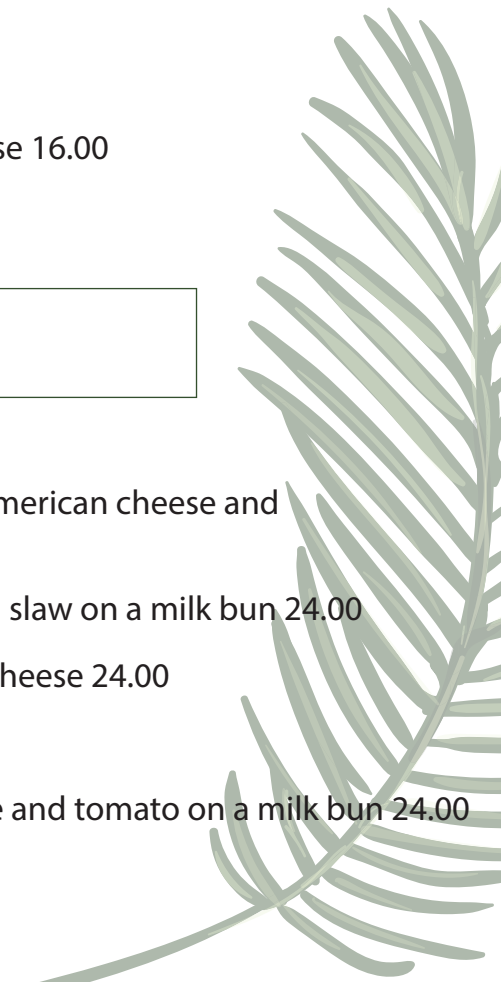 se 16.00
merican cheese and
slaw on a milk bun 24.00
heese 24.00
e and tomato on a milk bun 24.00